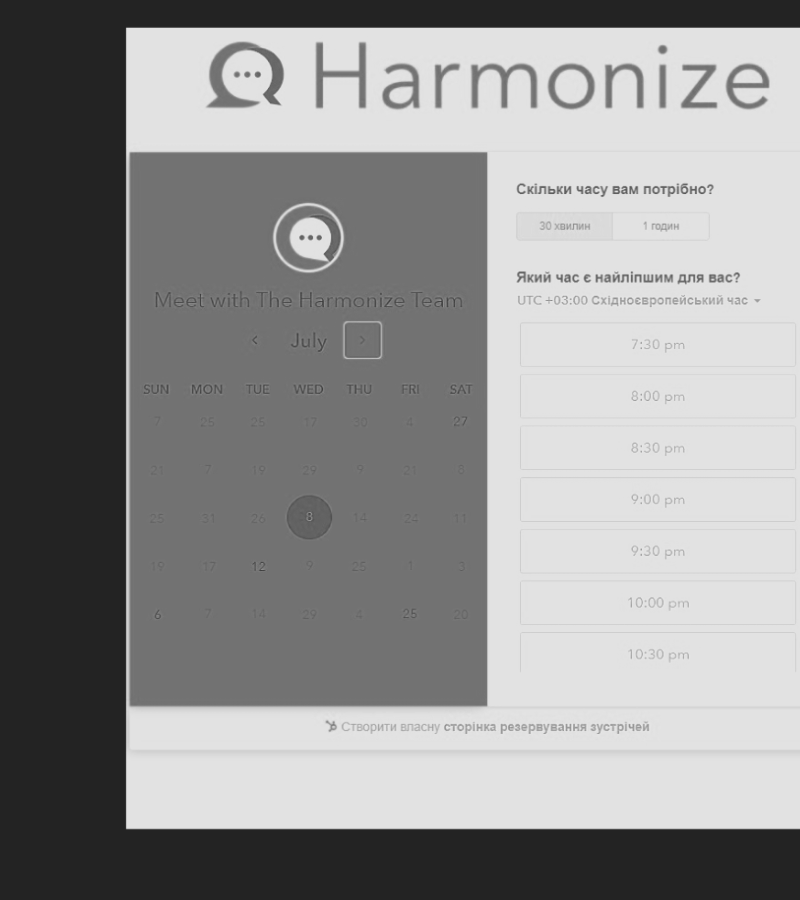 Harmonize
Meet with The Harmonize Team
July
SUN MON TUE WED THU FRI SAT
7 25 25 17 30 4 27
21 7 19 29 9 21 8
25 31 26 8 14 24 11
19 17 12 9 25 1 3
6 7 14 29 4 25 20
Скільки часу вам потрібно?
30 хвилин 1 годин
Який час є найліпшим для вас?
UTC +03:00 Східноєвропейський час
7:30 pm
8:00 pm
8:30 pm
9:00 pm
9:30 pm
10:00 pm
10:30 pm
Створити власну сторінка резервування зустрічей